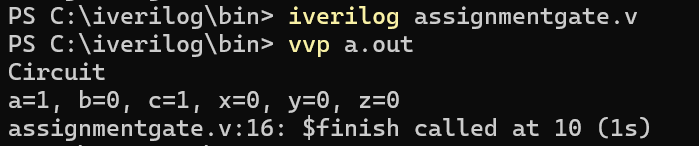 PS C:\iverilog\bin> iverilog assignmentgate.v
PS C:\iverilog\bin> vvp a.out
Circuit
a=1, b=0, c=1, x=0, y=0, z=0
assignmentgate.v:16: $finish called at 10 (1s)